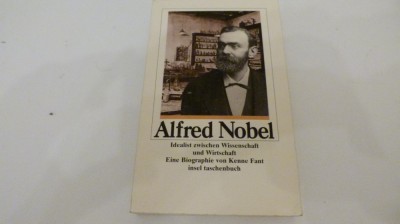 Alfred Nobel
Idealist zwischen Wissenschaft
und Wirtschaft
Eine Biographie von Kenne Fant
insel taschenbuch